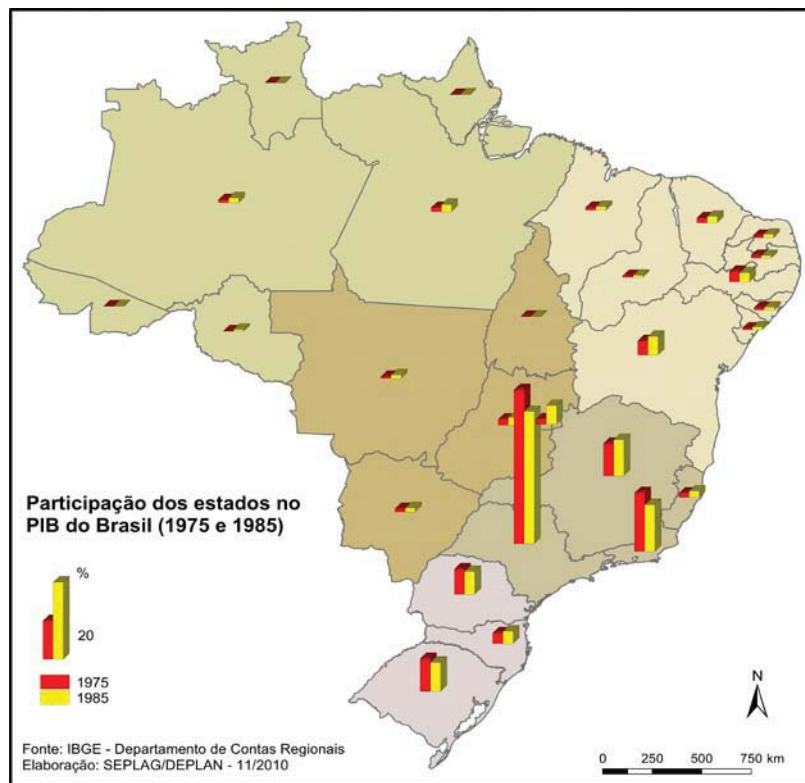 Participação dos estados no
PIB do Brasil (1975 e 1985)
%
20
1975
1985
Fonte: IBGE - Departamento de Contas Regionais
Elaboração: SEPLAG/DEPLAN - 11/2010
N
0 250 500 750 km